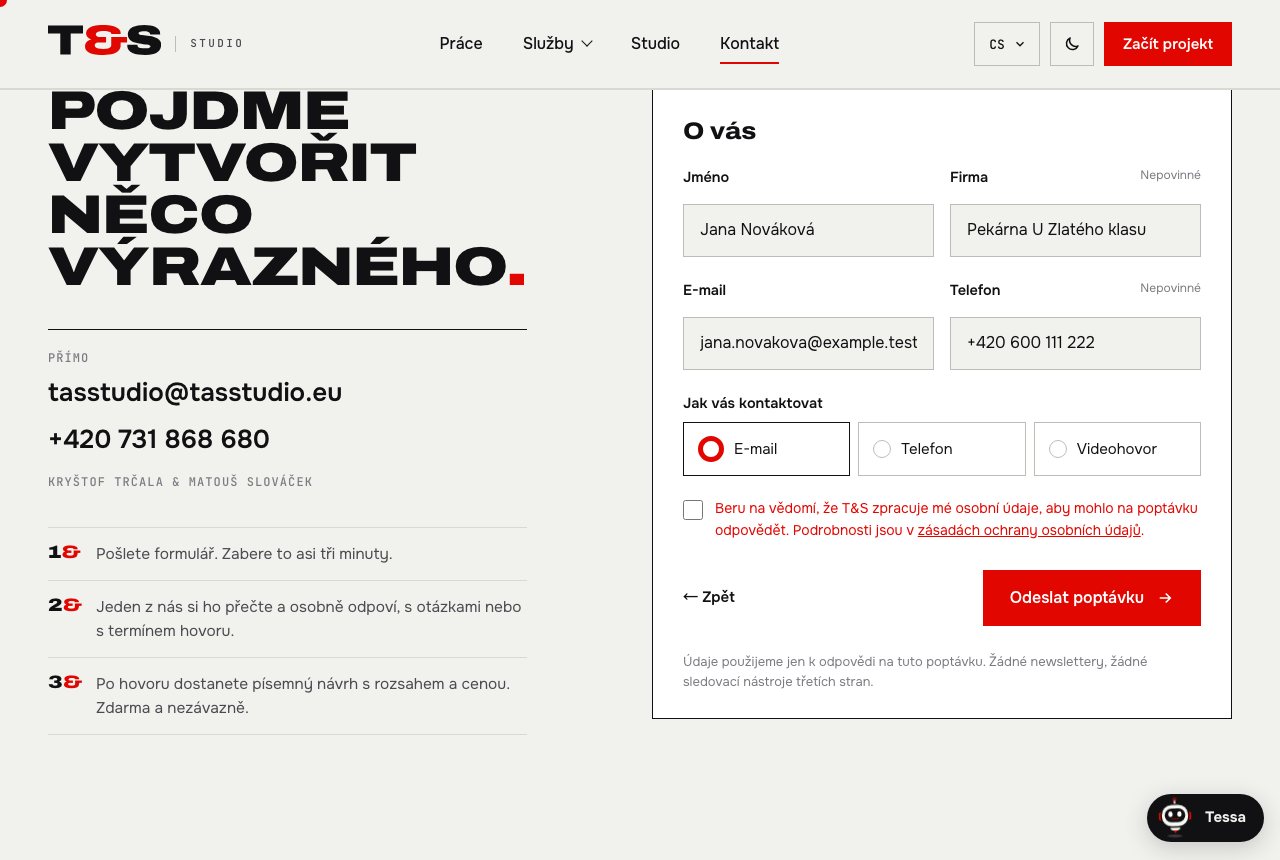 T&S STUDIO
Práce
Služby
Studio
Kontakt
CS
Začít projekt
POJĎME
VYTVOŘIT
NĚCO
VÝRAZNÉHO.
PŘÍMO
tasstudio@tasstudio.eu
+420 731 868 680
KRYŠTOF TRČALA & MATOUŠ SLOVÁČEK
1& Pošlete formulář. Zabere to asi tři minuty.
2& Jeden z nás si ho přečte a osobně odpoví, s otázkami nebo
s termínem hovoru.
3& Po hovoru dostanete písemný návrh s rozsahem a cenou.
Zdarma a nezávazně.
O vás
Jméno
Jana Nováková
Firma Nepovinné
Pekárna U Zlatého klasu
E-mail
jana.novakova@example.test
Telefon Nepovinné
+420 600 111 222
Jak vás kontaktovat
E-mail
Telefon
Videohovor
Beru na vědomí, že T&S zpracuje mé osobní údaje, aby mohlo na poptávku
odpovědět. Podrobnosti jsou v zásadách ochrany osobních údajů.
← Zpět
Odeslat poptávku →
Údaje použijeme jen k odpovědi na tuto poptávku. Žádné newslettery, žádné
sledovací nástroje třetích stran.
Tessa